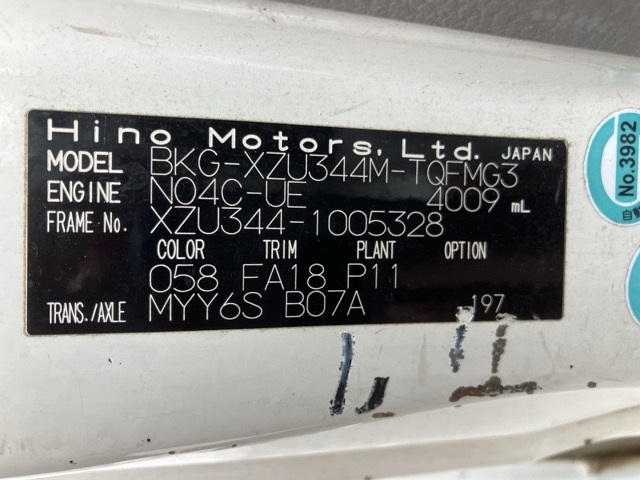 Hino Motors, Ltd. JAPAN
MODEL BKG-XZU344M-TQFMG3
ENGINE N04C-UE 4009 mL
FRAME No. XZU344-1005328
COLOR TRIM PLANT OPTION
058 FA18 P11
TRANS./AXLE MYY6S B07A 197
No.3982